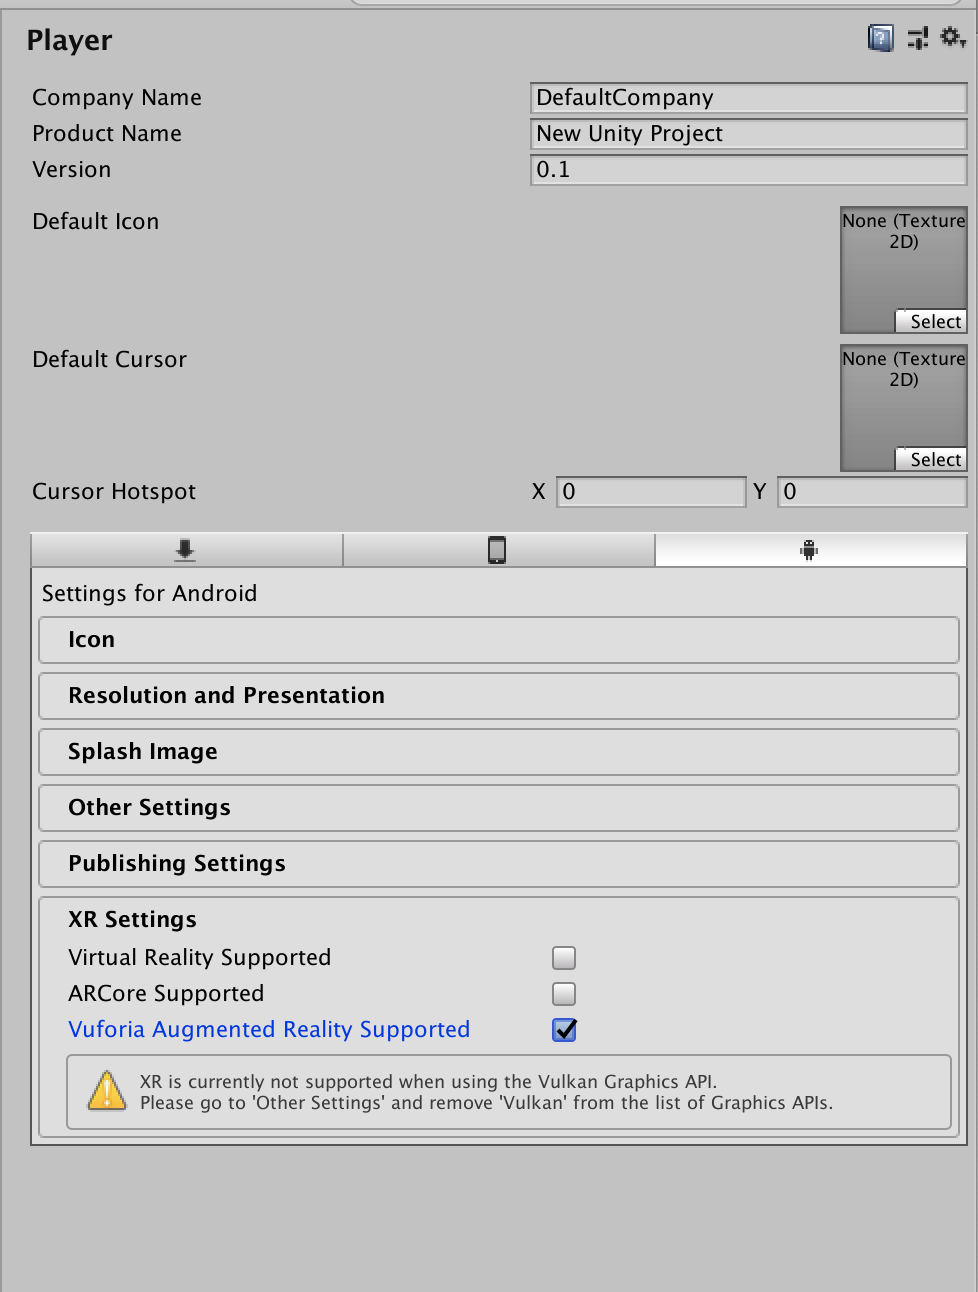 Player
Company Name DefaultCompany
Product Name New Unity Project
Version 0.1
Default Icon
None (Texture
2D)
Select
Default Cursor
None (Texture
2D)
Select
Cursor Hotspot X 0 Y 0
Settings for Android
Icon
Resolution and Presentation
Splash Image
Other Settings
Publishing Settings
XR Settings
Virtual Reality Supported
ARCore Supported
Vuforia Augmented Reality Supported
XR is currently not supported when using the Vulkan Graphics API.
Please go to 'Other Settings' and remove 'Vulkan' from the list of Graphics APIs.